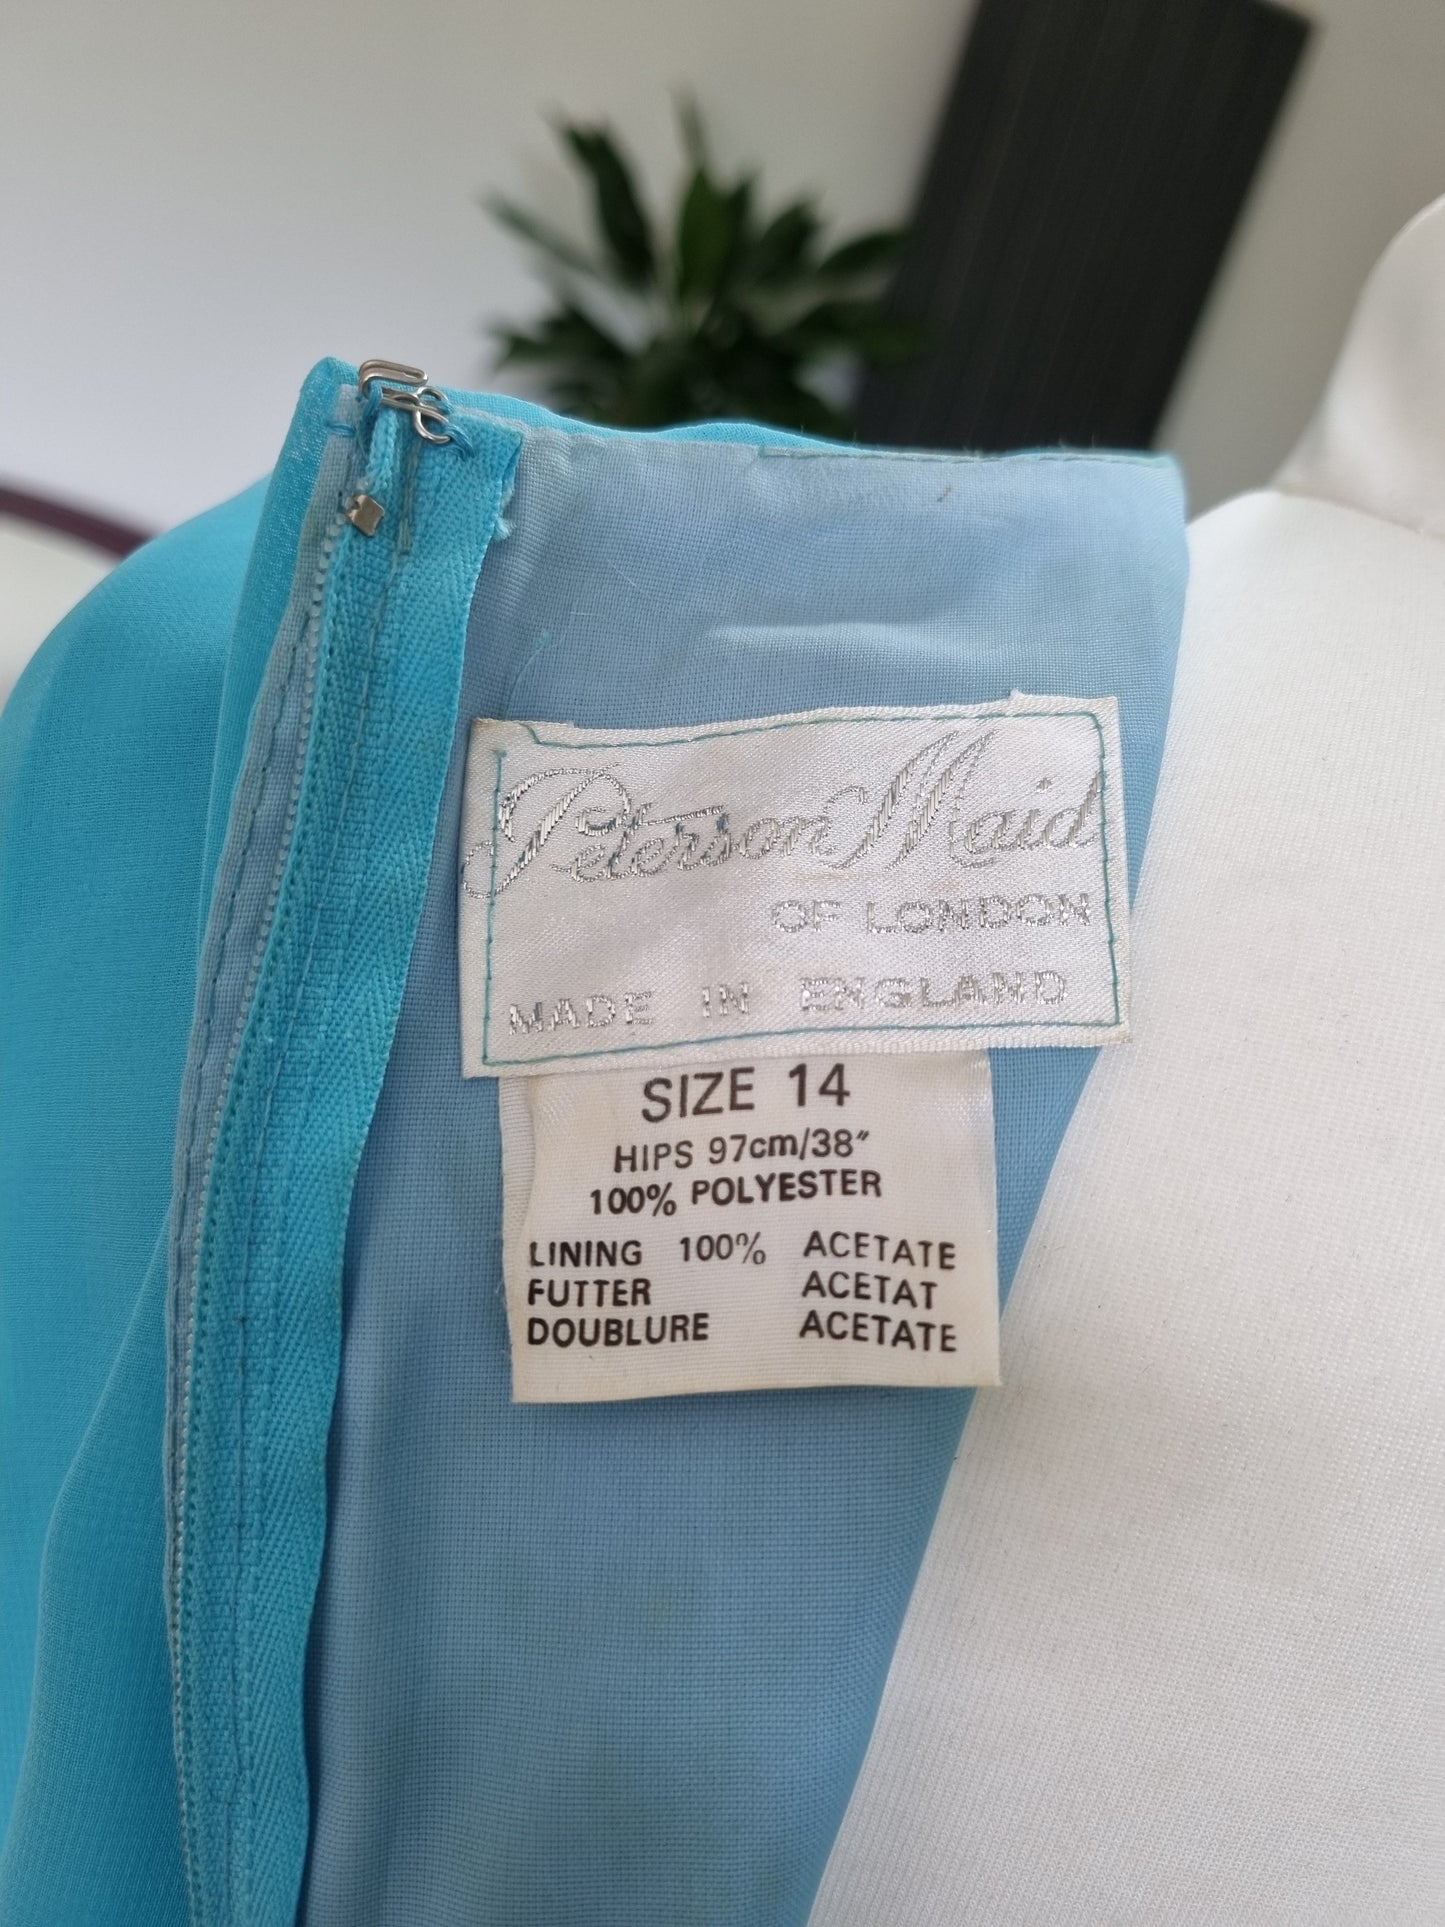 Peterson Maid
OF LONDON
MADE IN ENGLAND
SIZE 14
HIPS 97cm/38"
100% POLYESTER
LINING 100% ACETATE
FUTTER ACETAT
DOUBLURE ACETATE